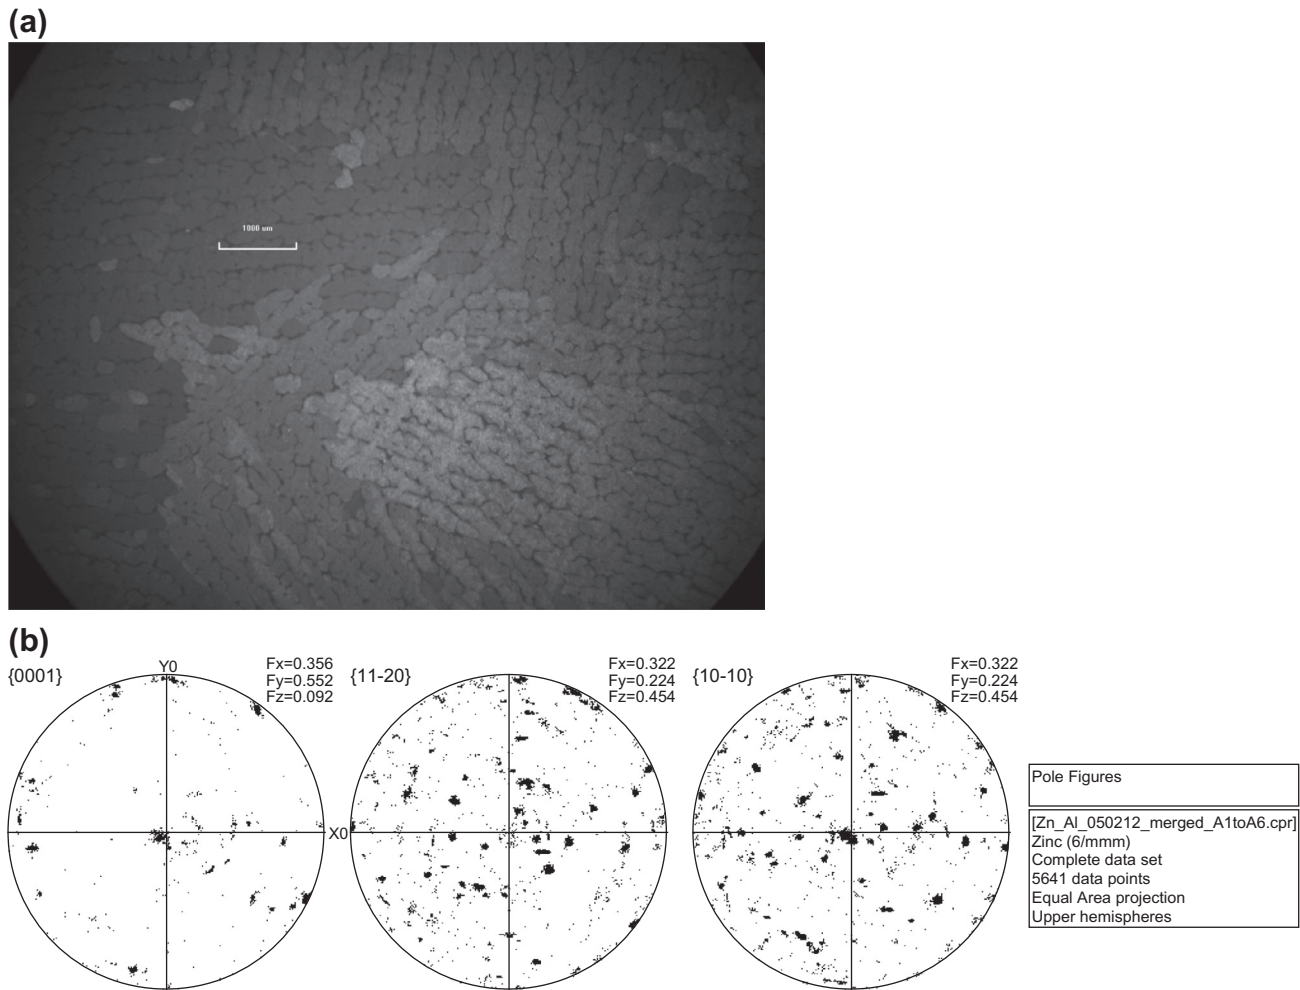 (a)
1000 um
(b)
{0001}
Y0
Fx=0.356
Fy=0.552
Fz=0.092
X0
{11-20}
Fx=0.322
Fy=0.224
Fz=0.454
{10-10}
Fx=0.322
Fy=0.224
Fz=0.454
Pole Figures
[Zn_Al_050212_merged_A1toA6.cpr]
Zinc (6/mmm)
Complete data set
5641 data points
Equal Area projection
Upper hemispheres